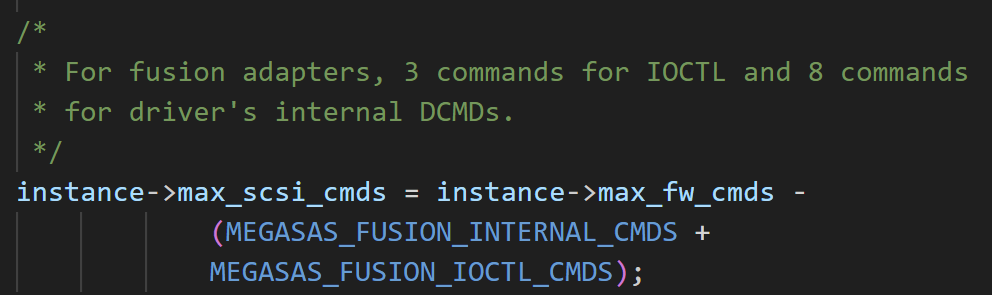 /*
* For fusion adapters, 3 commands for IOCTL and 8 commands
* for driver's internal DCMDs.
*/
instance->max_scsi_cmds = instance->max_fw_cmds -
(MEGASAS_FUSION_INTERNAL_CMDS +
MEGASAS_FUSION_IOCTL_CMDS);